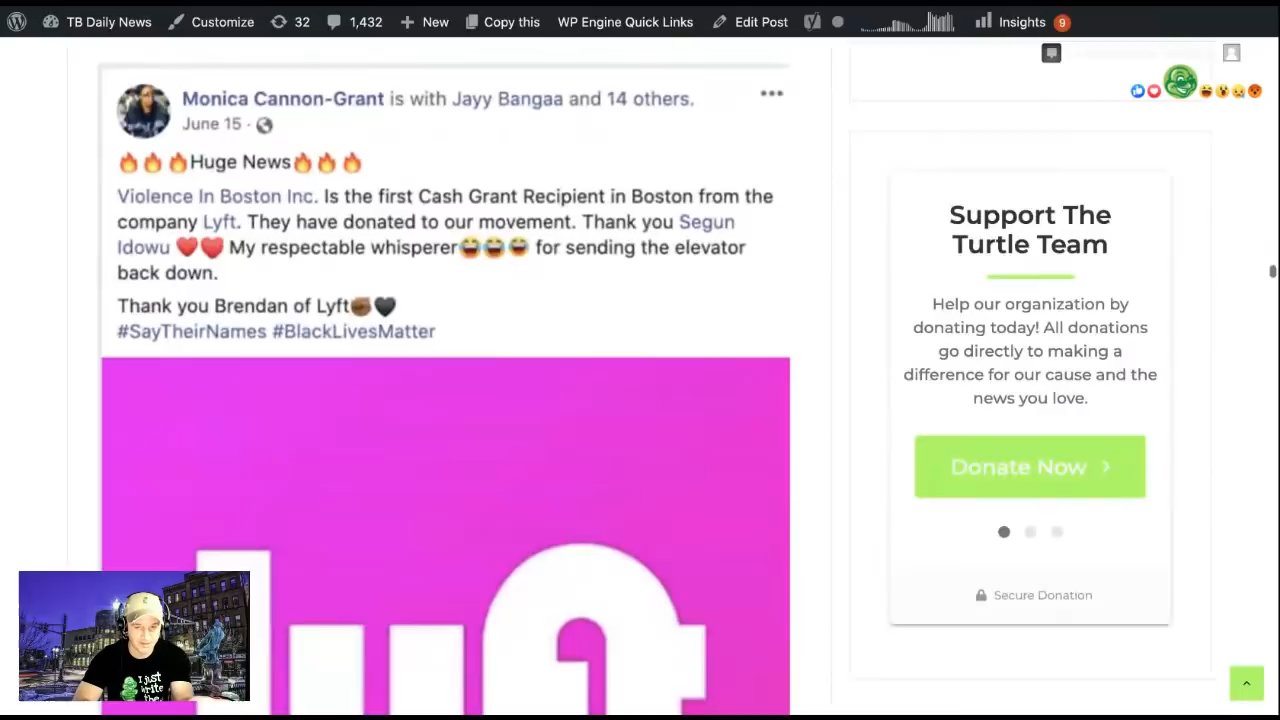 TB Daily News Customize 32 1,432 New Copy this WP Engine Quick Links Edit Post Insights 9
Monica Cannon-Grant is with Jayy Bangaa and 14 others.
June 15 ·
🔥🔥🔥Huge News🔥🔥🔥
Violence In Boston Inc. Is the first Cash Grant Recipient in Boston from the
company Lyft. They have donated to our movement. Thank you Segun
Idowu ❤️❤️ My respectable whisperer😂😂😂 for sending the elevator
back down.
Thank you Brendan of Lyft✊🏾🖤
#SayTheirNames #BlackLivesMatter
lyft
Support The
Turtle Team
Help our organization by
donating today! All donations
go directly to making a
difference for our cause and the
news you love.
Donate Now >
Secure Donation
I just
write
the